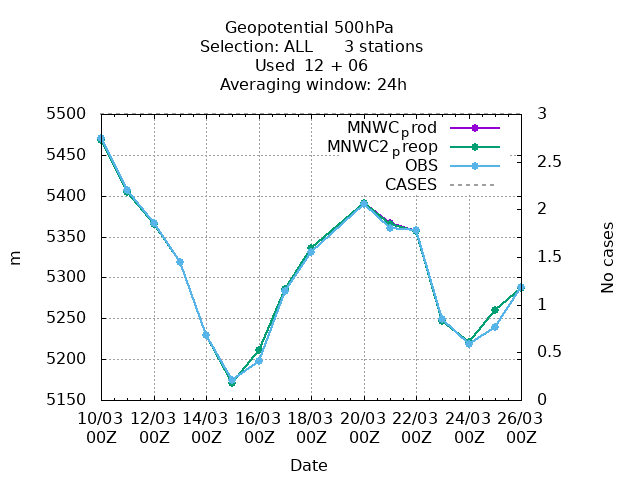 Geopotential 500hPa
Selection: ALL 3 stations
Used 12 + 06
Averaging window: 24h
5500
5450
5400
5350
5300
5250
5200
5150
m
3
2.5
2
1.5
1
0.5
0
No cases
MNWCprod
MNWC2preop
OBS
CASES
10/03 12/03 14/03 16/03 18/03 20/03 22/03 24/03 26/03
00Z 00Z 00Z 00Z 00Z 00Z 00Z 00Z 00Z
Date